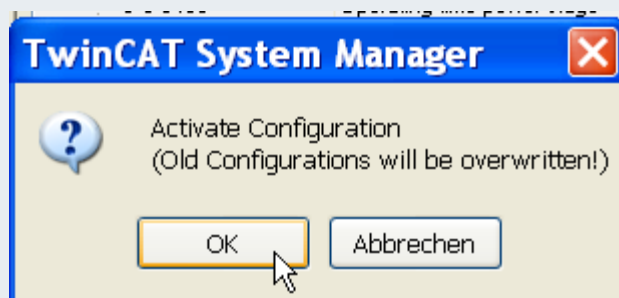 TwinCAT System Manager
Activate Configuration
(Old Configurations will be overwritten!)
OK
Abbrechen